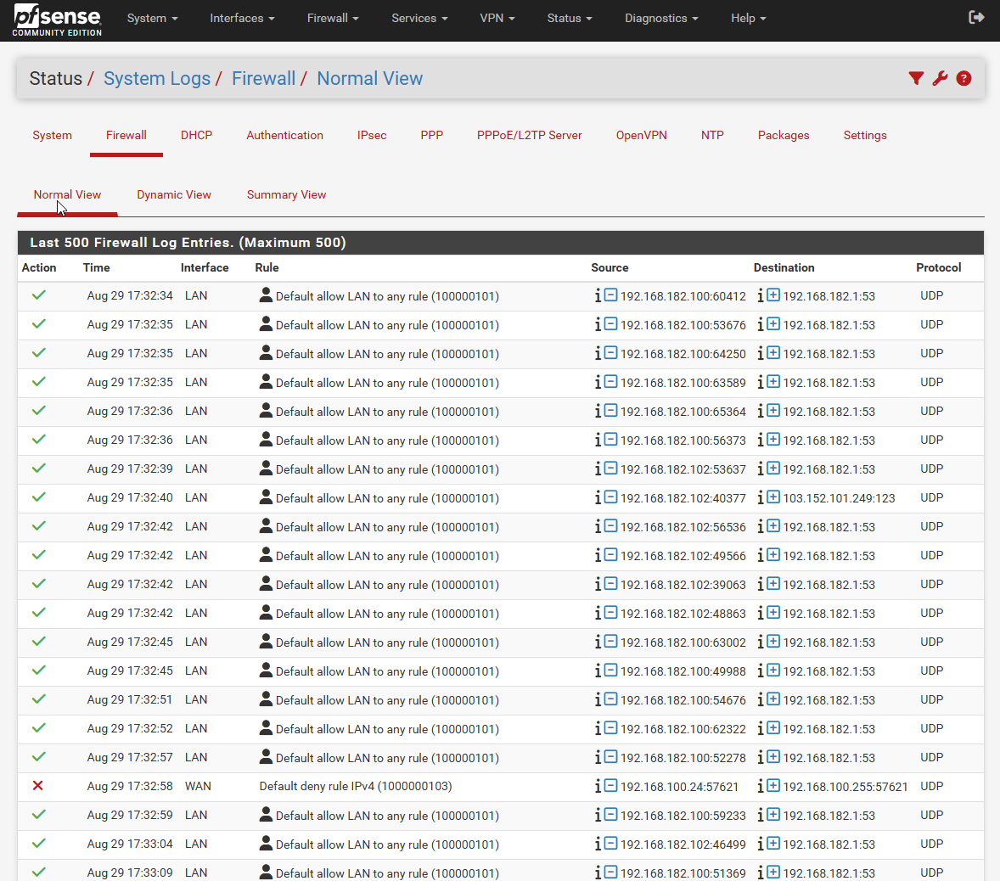 pfsense System Interfaces Firewall Services VPN Status Diagnostics Help
COMMUNITY EDITION
Status / System Logs / Firewall / Normal View
System Firewall DHCP Authentication IPsec PPP PPPoE/L2TP Server OpenVPN NTP Packages Settings
Normal View Dynamic View Summary View
Last 500 Firewall Log Entries. (Maximum 500)
Action Time Interface Rule Source Destination Protocol
Aug 29 17:32:34 LAN Default allow LAN to any rule (100000101) 192.168.182.100:60412 192.168.182.1:53 UDP
Aug 29 17:32:35 LAN Default allow LAN to any rule (100000101) 192.168.182.100:53676 192.168.182.1:53 UDP
Aug 29 17:32:35 LAN Default allow LAN to any rule (100000101) 192.168.182.100:64250 192.168.182.1:53 UDP
Aug 29 17:32:35 LAN Default allow LAN to any rule (100000101) 192.168.182.100:63589 192.168.182.1:53 UDP
Aug 29 17:32:36 LAN Default allow LAN to any rule (100000101) 192.168.182.100:65364 192.168.182.1:53 UDP
Aug 29 17:32:36 LAN Default allow LAN to any rule (100000101) 192.168.182.100:56373 192.168.182.1:53 UDP
Aug 29 17:32:39 LAN Default allow LAN to any rule (100000101) 192.168.182.102:53637 192.168.182.1:53 UDP
Aug 29 17:32:40 LAN Default allow LAN to any rule (100000101) 192.168.182.102:40377 103.152.101.249:123 UDP
Aug 29 17:32:42 LAN Default allow LAN to any rule (100000101) 192.168.182.102:56536 192.168.182.1:53 UDP
Aug 29 17:32:42 LAN Default allow LAN to any rule (100000101) 192.168.182.102:49566 192.168.182.1:53 UDP
Aug 29 17:32:42 LAN Default allow LAN to any rule (100000101) 192.168.182.102:39063 192.168.182.1:53 UDP
Aug 29 17:32:42 LAN Default allow LAN to any rule (100000101) 192.168.182.102:48863 192.168.182.1:53 UDP
Aug 29 17:32:45 LAN Default allow LAN to any rule (100000101) 192.168.182.100:63002 192.168.182.1:53 UDP
Aug 29 17:32:45 LAN Default allow LAN to any rule (100000101) 192.168.182.100:49988 192.168.182.1:53 UDP
Aug 29 17:32:51 LAN Default allow LAN to any rule (100000101) 192.168.182.100:54676 192.168.182.1:53 UDP
Aug 29 17:32:52 LAN Default allow LAN to any rule (100000101) 192.168.182.100:62322 192.168.182.1:53 UDP
Aug 29 17:32:57 LAN Default allow LAN to any rule (100000101) 192.168.182.100:52278 192.168.182.1:53 UDP
Aug 29 17:32:58 WAN Default deny rule IPv4 (1000000103) 192.168.100.24:57621 192.168.100.255:57621 UDP
Aug 29 17:32:59 LAN Default allow LAN to any rule (100000101) 192.168.182.100:59233 192.168.182.1:53 UDP
Aug 29 17:33:04 LAN Default allow LAN to any rule (100000101) 192.168.182.102:46499 192.168.182.1:53 UDP
Aug 29 17:33:09 LAN Default allow LAN to any rule (100000101) 192.168.182.100:51369 192.168.182.1:53 UDP